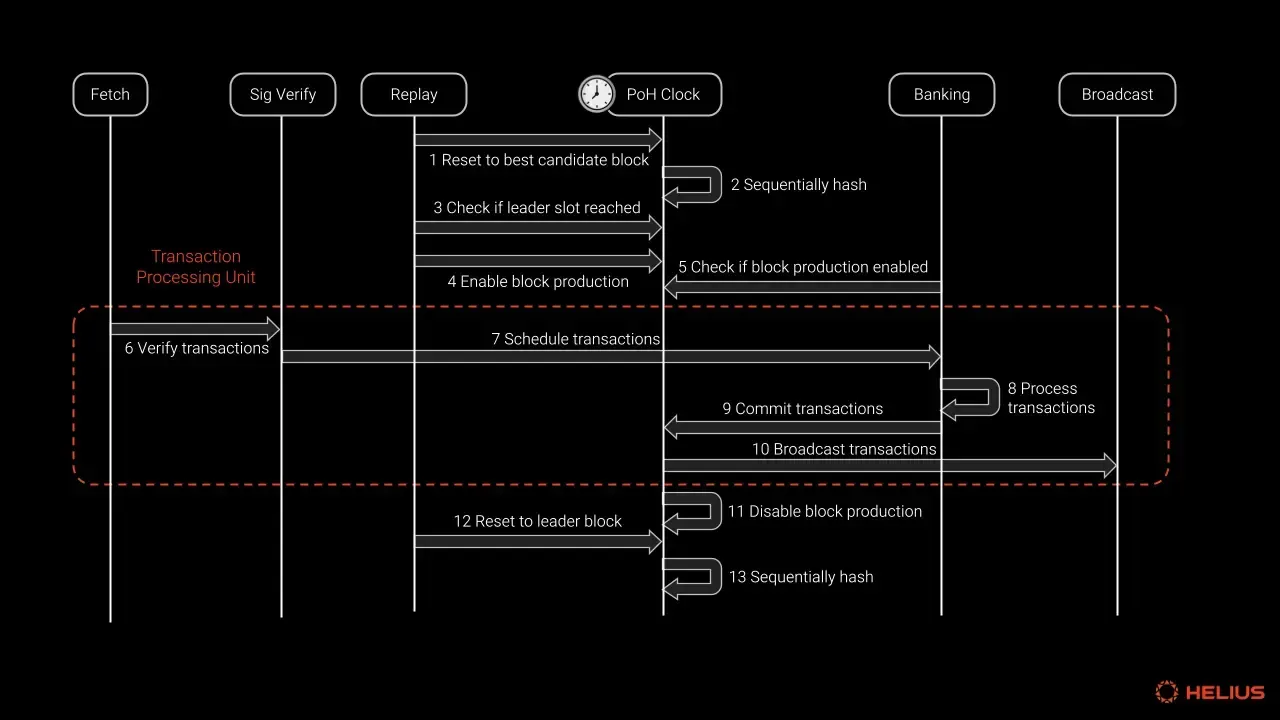 Fetch
Sig Verify
Replay
PoH Clock
Banking
Broadcast
1 Reset to best candidate block
2 Sequentially hash
3 Check if leader slot reached
Transaction
Processing Unit
4 Enable block production
5 Check if block production enabled
6 Verify transactions
7 Schedule transactions
8 Process
transactions
9 Commit transactions
10 Broadcast transactions
11 Disable block production
12 Reset to leader block
13 Sequentially hash
HELIUS